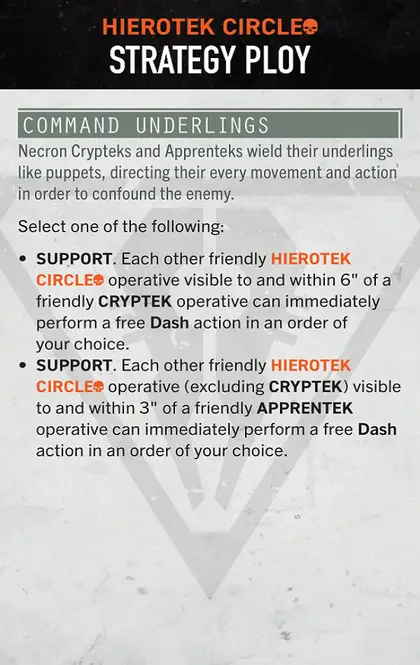 HIEROTEK CIRCLE
STRATEGY PLOY
COMMAND UNDERLINGS
Necron Crypteks and Apprenteks wield their underlings
like puppets, directing their every movement and action
in order to confound the enemy.
Select one of the following:
• SUPPORT. Each other friendly HIEROTEK
CIRCLE operative visible to and within 6" of a
friendly CRYPTEK operative can immediately
perform a free Dash action in an order of
your choice.
• SUPPORT. Each other friendly HIEROTEK
CIRCLE operative (excluding CRYPTEK) visible
to and within 3" of a friendly APPRENTEK
operative can immediately perform a free Dash
action in an order of your choice.